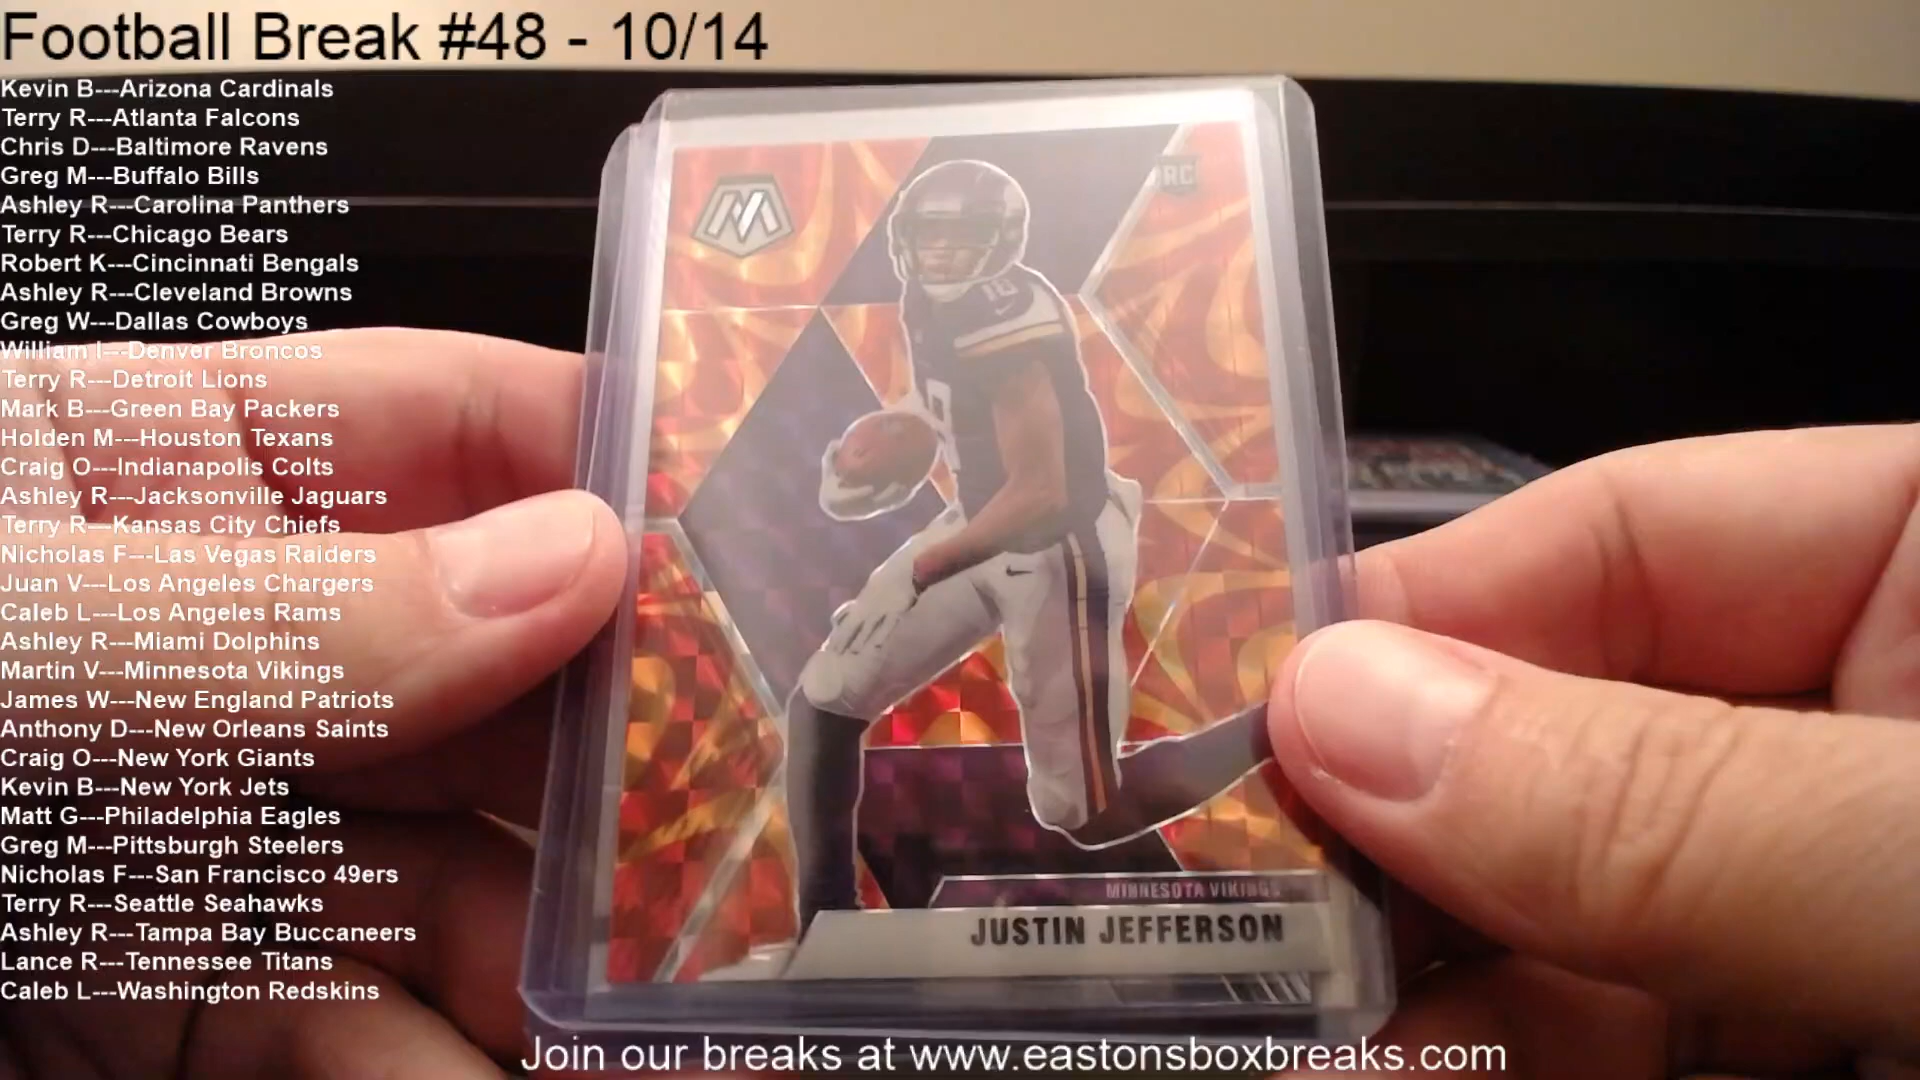 Football Break #48 - 10/14
Kevin B---Arizona Cardinals
Terry R---Atlanta Falcons
Chris D---Baltimore Ravens
Greg M---Buffalo Bills
Ashley R---Carolina Panthers
Terry R---Chicago Bears
Robert K---Cincinnati Bengals
Ashley R---Cleveland Browns
Greg W---Dallas Cowboys
William I---Denver Broncos
Terry R---Detroit Lions
Mark B---Green Bay Packers
Holden M---Houston Texans
Craig O---Indianapolis Colts
Ashley R---Jacksonville Jaguars
Terry R---Kansas City Chiefs
Nicholas F---Las Vegas Raiders
Juan V---Los Angeles Chargers
Caleb L---Los Angeles Rams
Ashley R---Miami Dolphins
Martin V---Minnesota Vikings
James W---New England Patriots
Anthony D---New Orleans Saints
Craig O---New York Giants
Kevin B---New York Jets
Matt G---Philadelphia Eagles
Greg M---Pittsburgh Steelers
Nicholas F---San Francisco 49ers
Terry R---Seattle Seahawks
Ashley R---Tampa Bay Buccaneers
Lance R---Tennessee Titans
Caleb L---Washington Redskins
M
RC
18
MINNESOTA VIKINGS
JUSTIN JEFFERSON
Join our breaks at www.eastonsboxbreaks.com